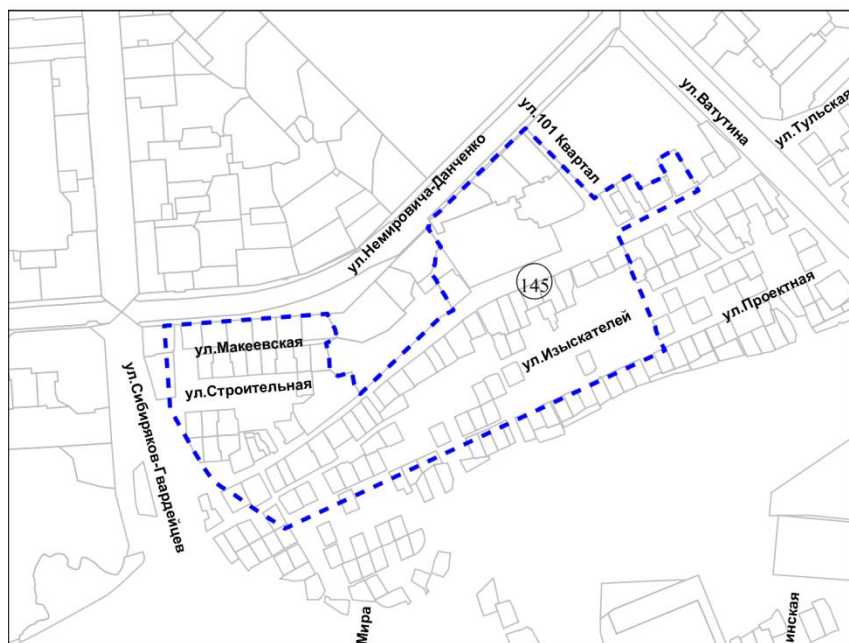 ул.Ватутина
ул.Тульская
ул.101 Квартал
ул.Немировича-Данченко
145
ул.Проектная
ул.Изыскателей
ул.Макеевская
ул.Строительная
ул.Сибиряков-Гвардейцев
Мира
инская